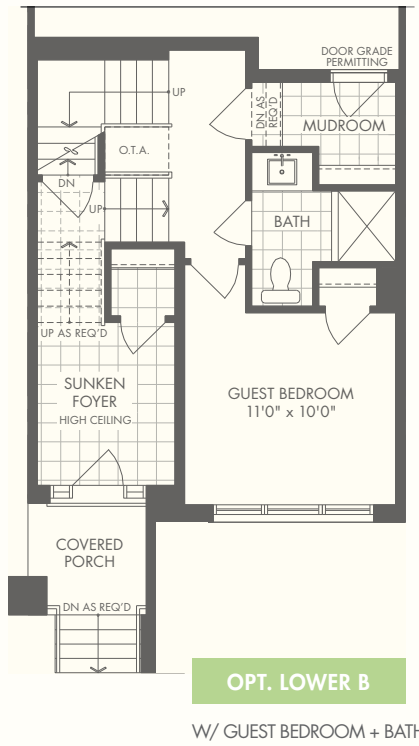 DOOR GRADE
PERMITTING
UP
DN AS
REQ'D
MUDROOM
O.T.A.
DN
UP
BATH
UP AS REQ'D
SUNKEN
FOYER
HIGH CEILING
GUEST BEDROOM
11'0" x 10'0"
COVERED
PORCH
DN AS REQ'D
OPT. LOWER B
W/ GUEST BEDROOM + BATH